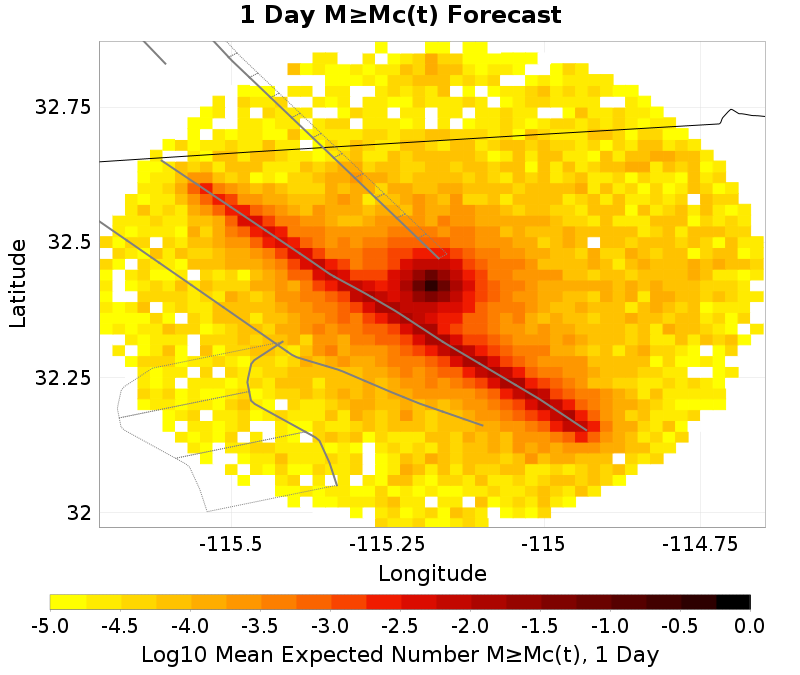 1 Day M≥Mc(t) Forecast
32.75
32.5
32.25
32
Latitude
-115.5 -115.25 -115 -114.75
Longitude
-5.0 -4.5 -4.0 -3.5 -3.0 -2.5 -2.0 -1.5 -1.0 -0.5 0.0
Log10 Mean Expected Number M≥Mc(t), 1 Day